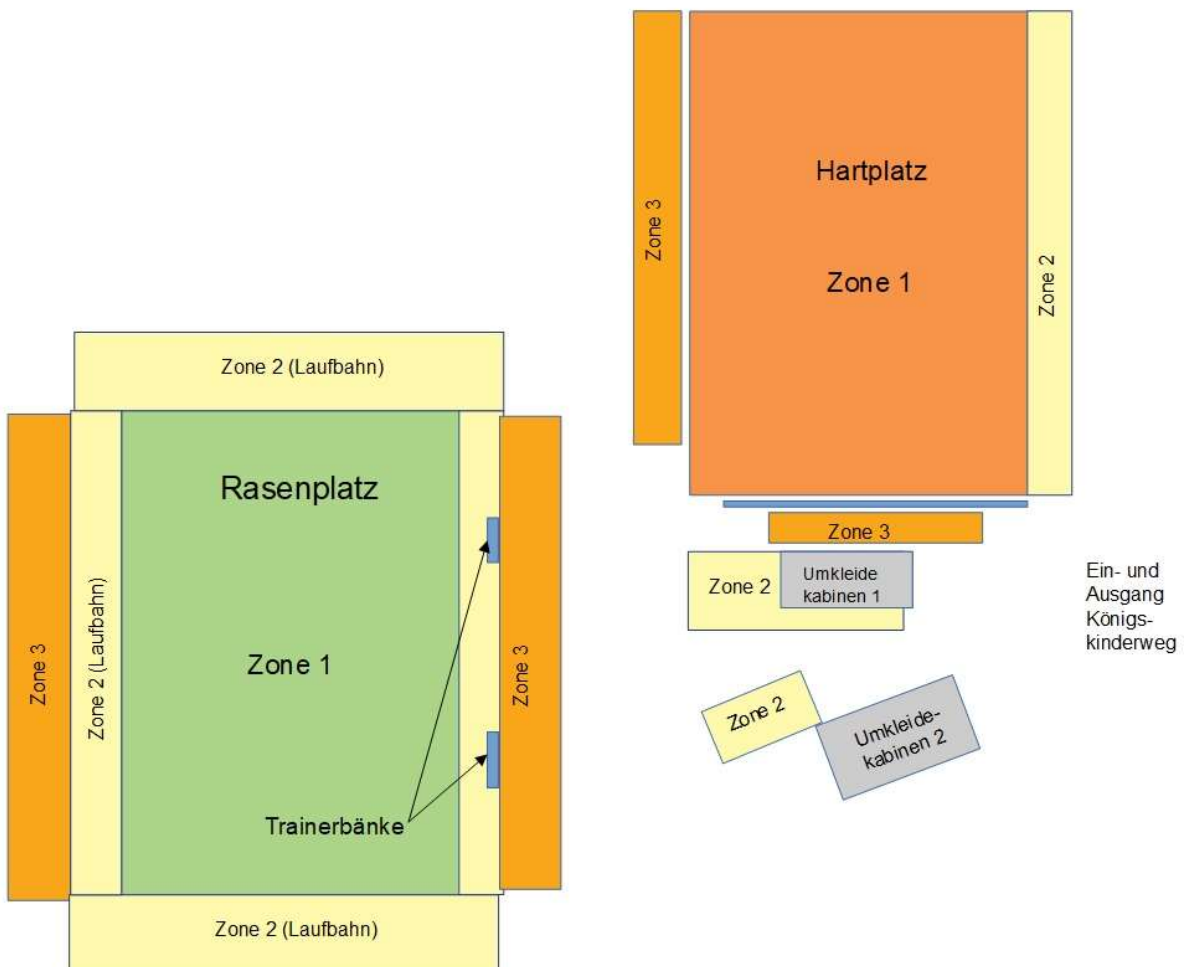 Hartplatz
Zone 1
Zone 3
Zone 2
Zone 3
Zone 2
Umkleide
kabinen 1
Zone 2
Umkleide-
kabinen 2
Ein- und
Ausgang
Königs-
kinderweg
Zone 2 (Laufbahn)
Rasenplatz
Zone 1
Zone 3
Zone 2 (Laufbahn)
Zone 3
Trainerbänke
Zone 2 (Laufbahn)